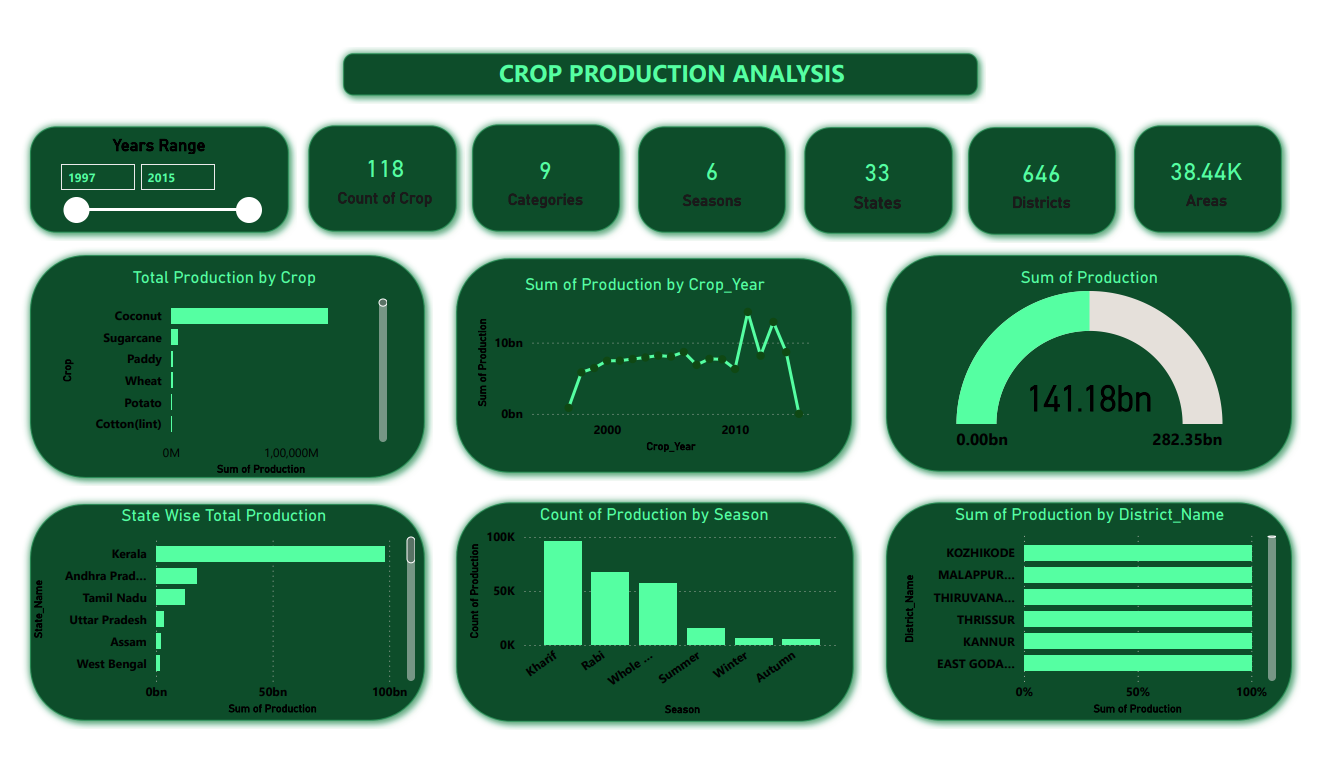 CROP PRODUCTION ANALYSIS
Years Range
1997
2015
118
Count of Crop
9
Categories
6
Seasons
33
States
646
Districts
38.44K
Areas
Total Production by Crop
Crop
Coconut
Sugarcane
Paddy
Wheat
Potato
Cotton(lint)
0M
1,00,000M
Sum of Production
Sum of Production by Crop_Year
Sum of Production
10bn
0bn
2000
2010
Crop_Year
Sum of Production
141.18bn
0.00bn
282.35bn
State Wise Total Production
State_Name
Kerala
Andhra Prad...
Tamil Nadu
Uttar Pradesh
Assam
West Bengal
0bn
50bn
100bn
Sum of Production
Count of Production by Season
Count of Production
100K
50K
0K
Kharif
Rabi
Whole ...
Summer
Winter
Autumn
Season
Sum of Production by District_Name
District_Name
KOZHIKODE
MALAPPUR...
THIRUVANA...
THRISSUR
KANNUR
EAST GODA...
0%
50%
100%
Sum of Production